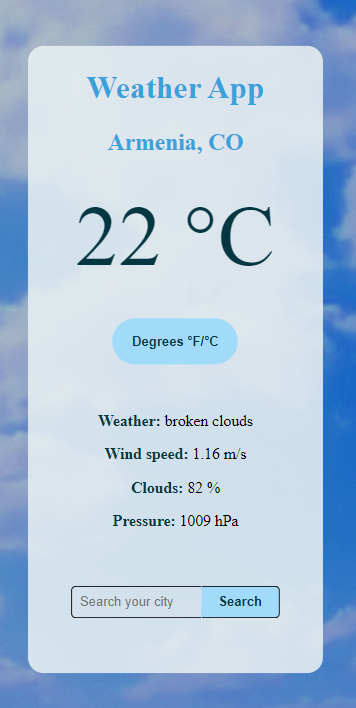 Weather App
Armenia, CO
22 °C
Degrees °F/°C
Weather: broken clouds
Wind speed: 1.16 m/s
Clouds: 82 %
Pressure: 1009 hPa
Search your city Search